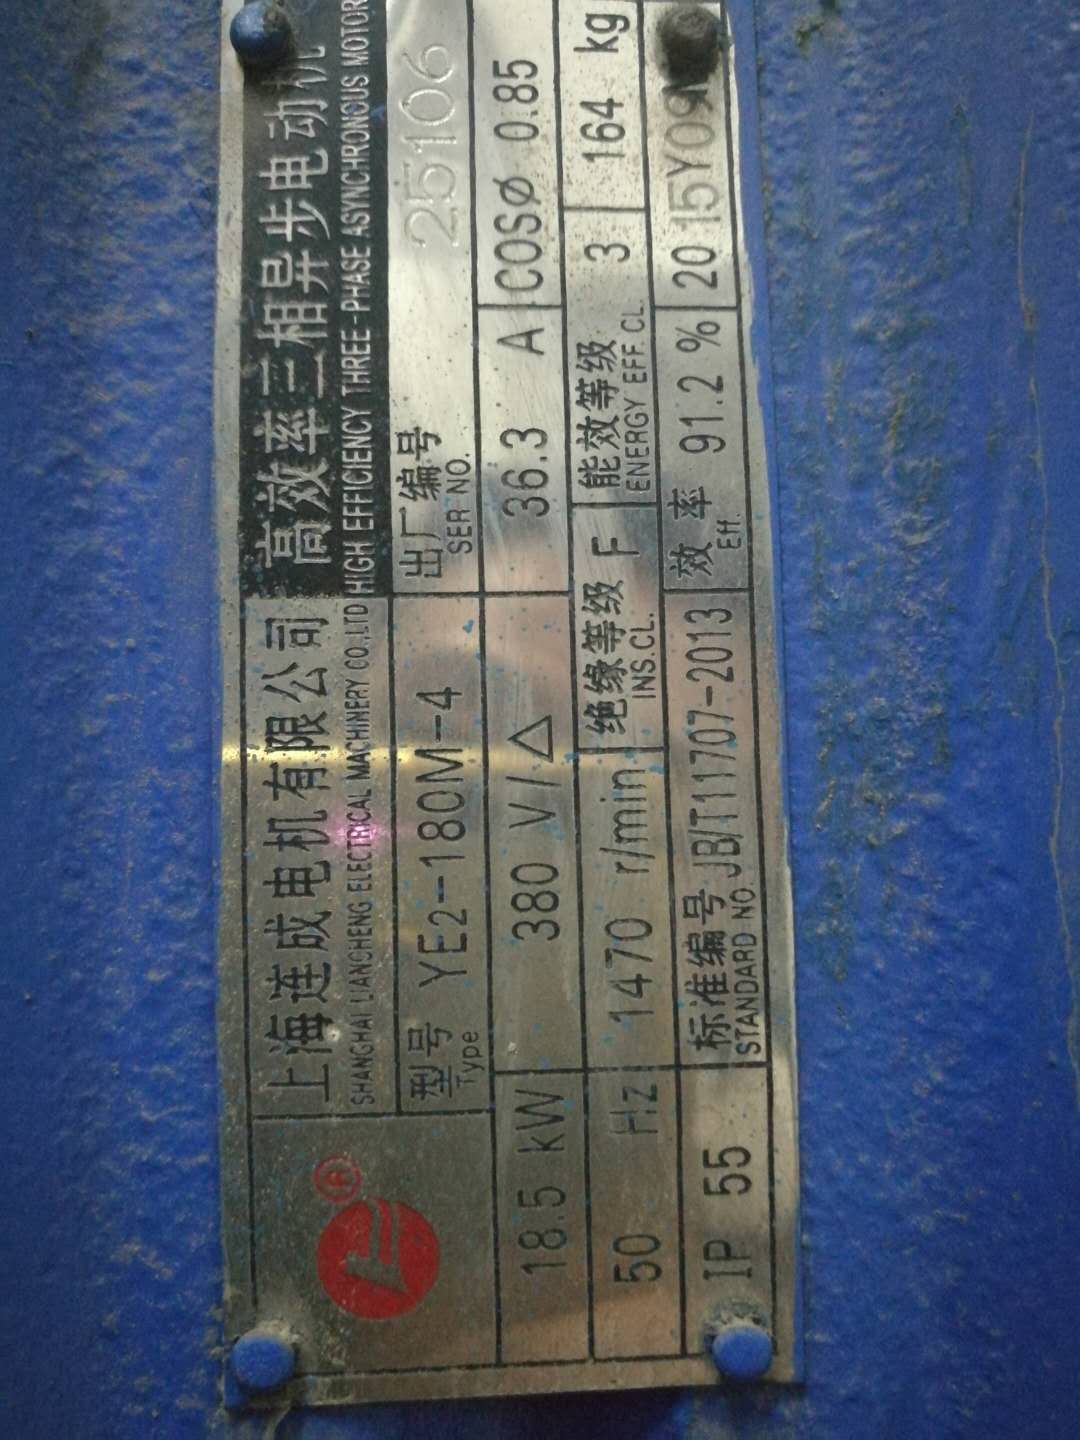 上海连成电机有限公司
SHANGHAI LIANCHENG ELECTRICAL MACHINERY CO.,LTD
高效率三相异步电动机
HIGH EFFICIENCY THREE-PHASE ASYNCHRONOUS MOTOR
型号 YE2-180M-4
Type
出厂编号 25106
SER NO.
18.5 kW 380 V/△ 36.3 A COSØ 0.85
50 Hz 1470 r/min 绝缘等级 F 能效等级 3 164 kg
INS.CL. ENERGY EFF.CL
IP 55 标准编号 JB/T11707-2013 效率 91.2 % 2015Y09
STANDARD NO. Eff.
®